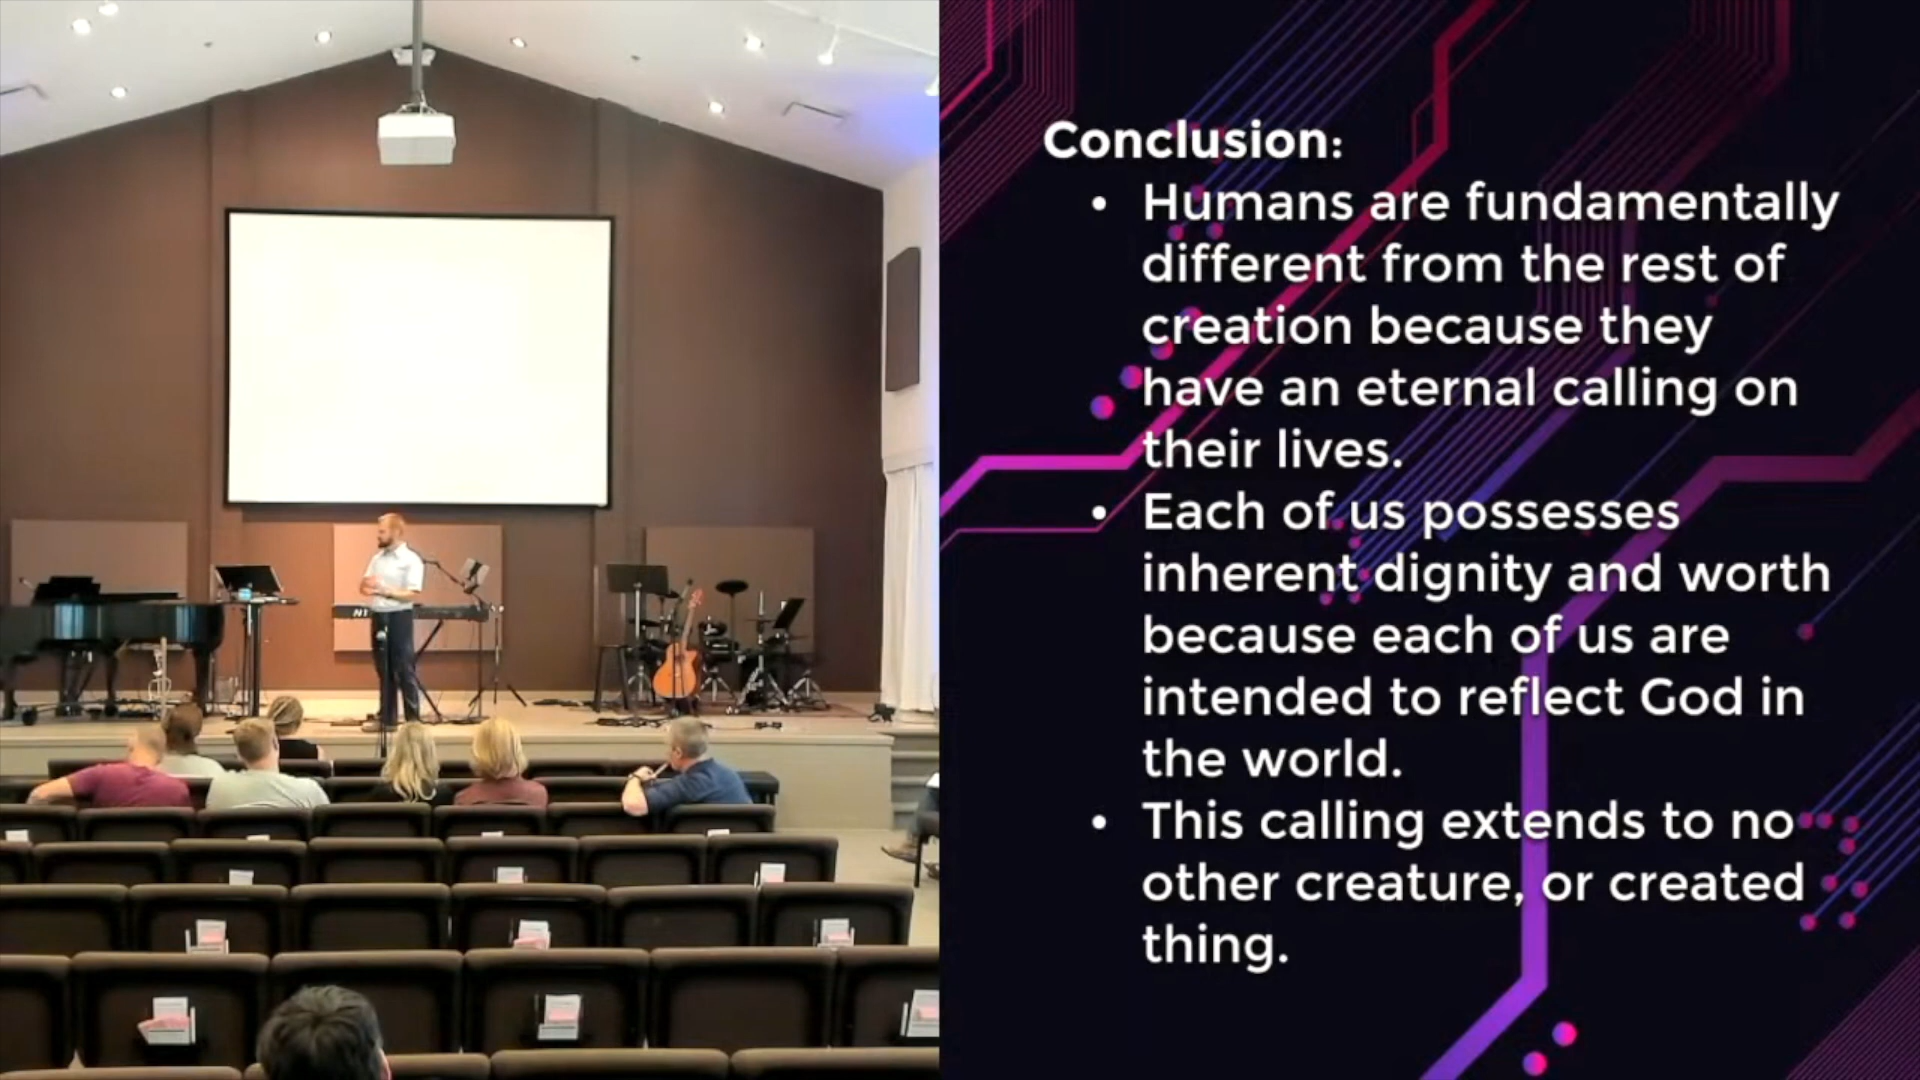 Conclusion:
• Humans are fundamentally
different from the rest of
creation because they
have an eternal calling on
their lives.
• Each of us possesses
inherent dignity and worth
because each of us are
intended to reflect God in
the world.
• This calling extends to no
other creature, or created
thing.